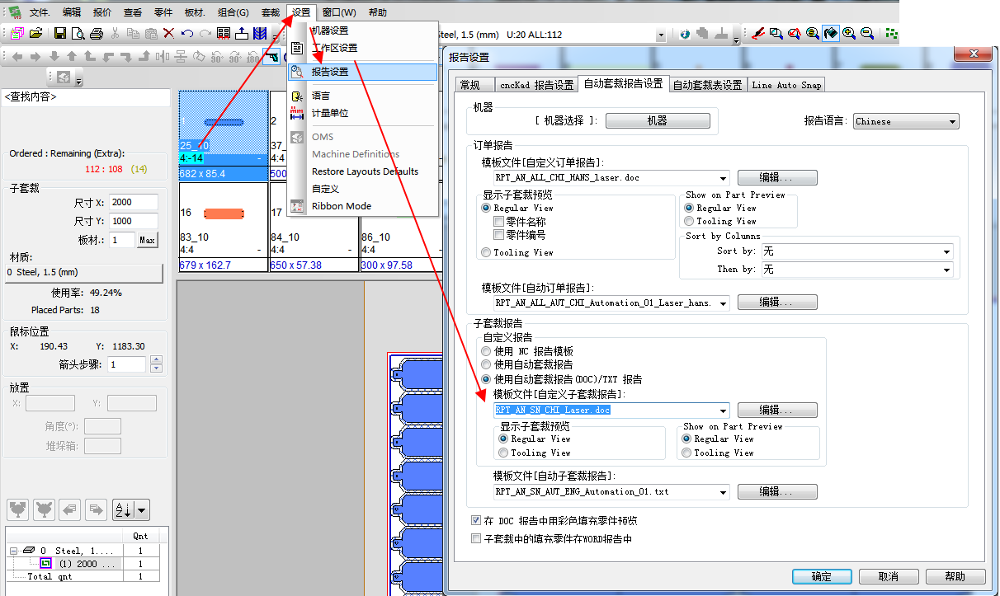 文件. 编辑 报价 查看 零件 板材. 组合(G) 套裁 设置 窗口(W) 帮助
Steel, 1.5 (mm) U:20 ALL:112
90° 90° 180
<查找内容>
Ordered : Remaining (Extra):
112 : 108 (14)
子套裁
尺寸 X: 2000
尺寸 Y: 1000
板材.: 1 Max
材质:
0 Steel, 1.5 (mm)
使用率: 49.24%
Placed Parts: 18
鼠标位置
X: 190.43 Y: 1183.30
箭头步骤: 1
放置
X: Y:
角度(°):
堆垛箱:
Qnt
0 Steel, 1.... 1
(1) 2000 ... 1
Total qnt 1
25_10
4:-14 -
682 x 85.4
2
37_
4:4
500
16
83_10
4:4 -
679 x 162.7
17
84_10
4:4 -
650 x 57.38
86_10
4:4 -
300 x 97.58
机器设置
工作区设置
报告设置
语言
计量单位
OMS
Machine Definitions
Restore Layouts Defaults
自定义
Ribbon Mode
报告设置
常规 cncKad 报告设置 自动套裁报告设置 自动套裁表设置 Line Auto Snap
机器
[ 机器选择 ]: 机器
报告语言: Chinese
订单报告
模板文件[自定义订单报告]:
RPT_AN_ALL_CHI_HANS_laser.doc 编辑...
显示子套裁预览
Regular View
零件名称
零件编号
Tooling View
Show on Part Preview
Regular View
Tooling View
Sort by Columns
Sort by: 无
Then by: 无
模板文件[自动订单报告]:
RPT_AN_ALL_AUT_CHI_Automation_01_Laser_hans. 编辑...
子套裁报告
自定义报告
使用 NC 报告模板
使用自动套裁报告
使用自动套裁报告(DOC)/TXT 报告
模板文件[自定义子套裁报告]:
RPT_AN_SN_CHI_Laser.doc 编辑...
显示子套裁预览
Regular View
Tooling View
Show on Part Preview
Regular View
Tooling View
模板文件[自动子套裁报告]:
RPT_AN_SN_AUT_ENG_Automation_01.txt 编辑...
在 DOC 报告中用彩色填充零件预览
子套裁中的填充零件在WORD报告中
确定 取消 帮助